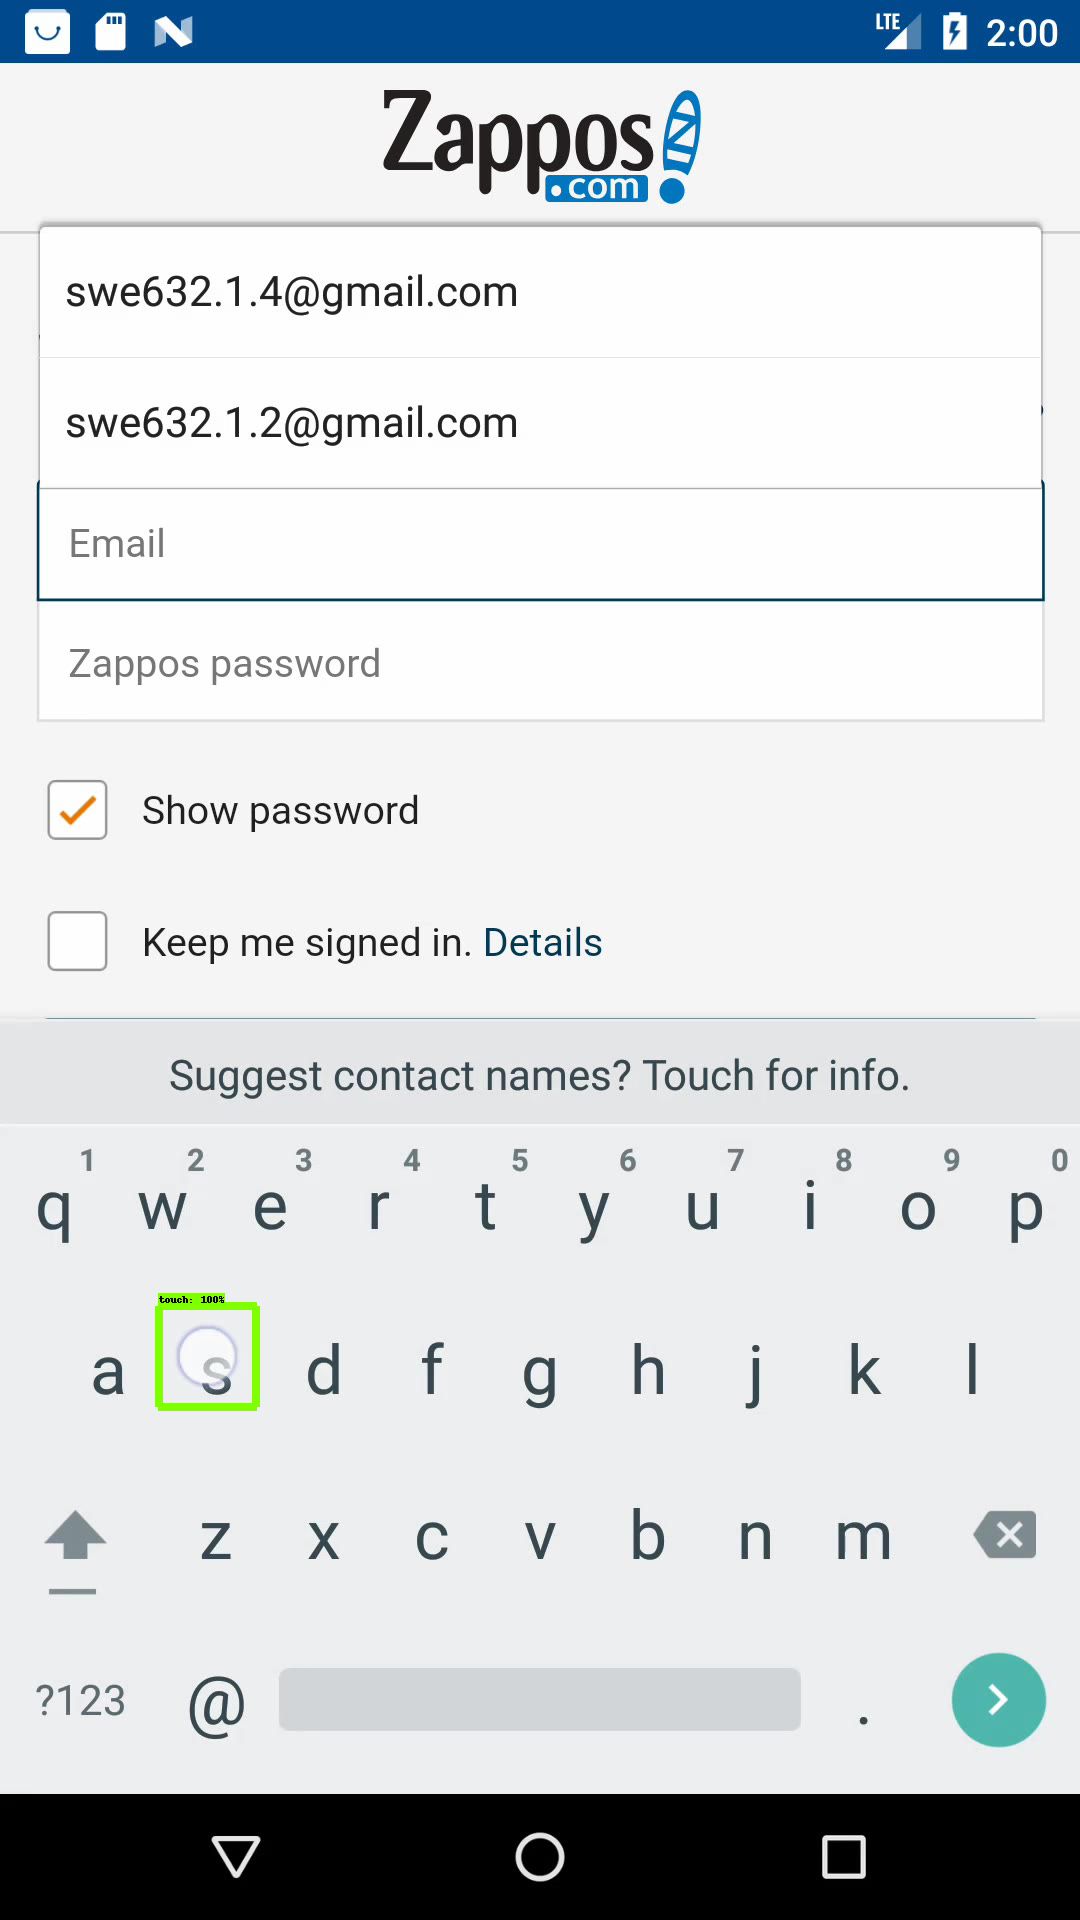 LTE 2:00
Zappos
.com
swe632.1.4@gmail.com
swe632.1.2@gmail.com
Email
Zappos password
Show password
Keep me signed in. Details
Suggest contact names? Touch for info.
1 2 3 4 5 6 7 8 9 0
q w e r t y u i o p
touch: 100%
a s d f g h j k l
z x c v b n m
?123 @ .